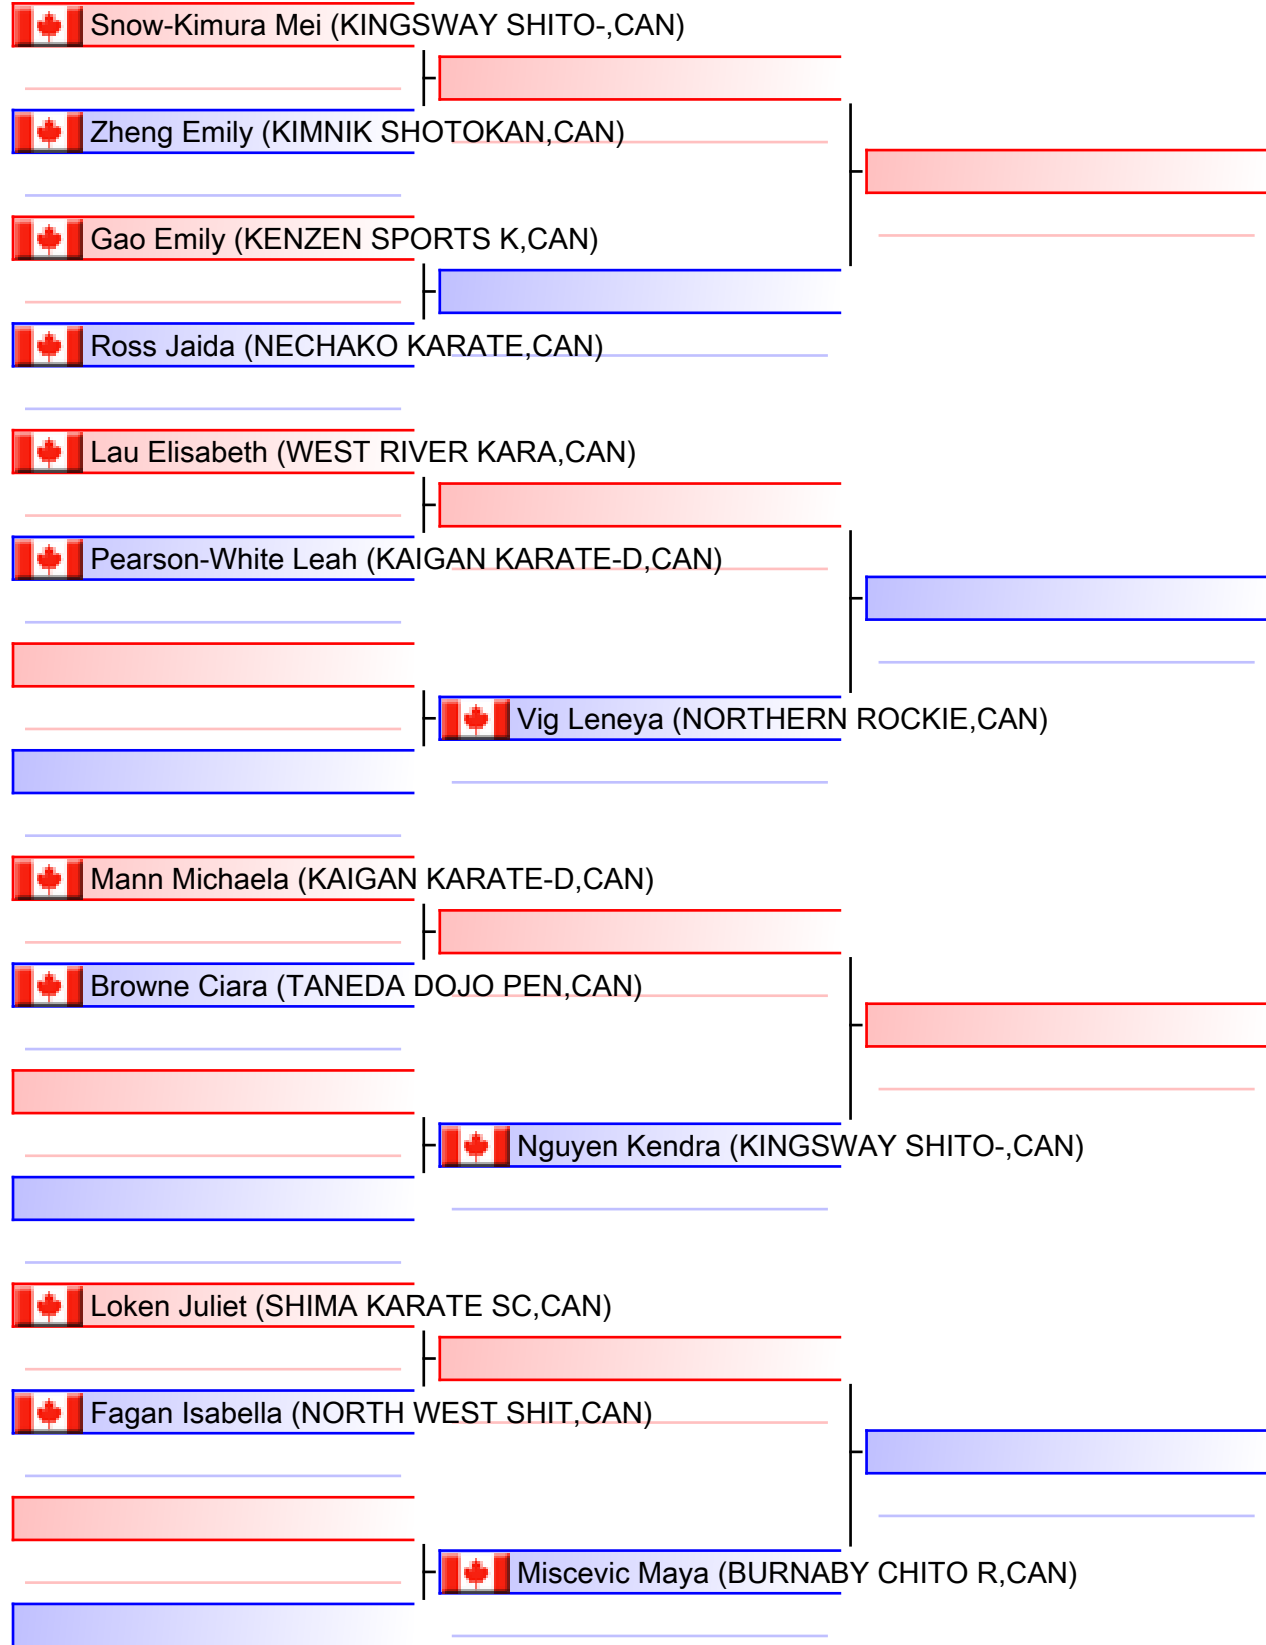 Snow-Kimura Mei (KINGSWAY SHITO-,CAN)
Zheng Emily (KIMNIK SHOTOKAN,CAN)
Gao Emily (KENZEN SPORTS K,CAN)
Ross Jaida (NECHAKO KARATE,CAN)
Lau Elisabeth (WEST RIVER KARA,CAN)
Pearson-White Leah (KAIGAN KARATE-D,CAN)
Vig Leneya (NORTHERN ROCKIE,CAN)
Mann Michaela (KAIGAN KARATE-D,CAN)
Browne Ciara (TANEDA DOJO PEN,CAN)
Nguyen Kendra (KINGSWAY SHITO-,CAN)
Loken Juliet (SHIMA KARATE SC,CAN)
Fagan Isabella (NORTH WEST SHIT,CAN)
Miscevic Maya (BURNABY CHITO R,CAN)